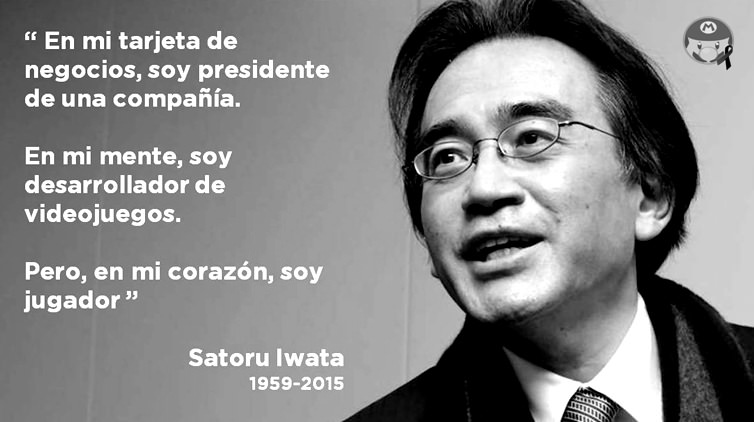 “ En mi tarjeta de
negocios, soy presidente
de una compañía.
En mi mente, soy
desarrollador de
videojuegos.
Pero, en mi corazón, soy
jugador ”
Satoru Iwata
1959-2015
M